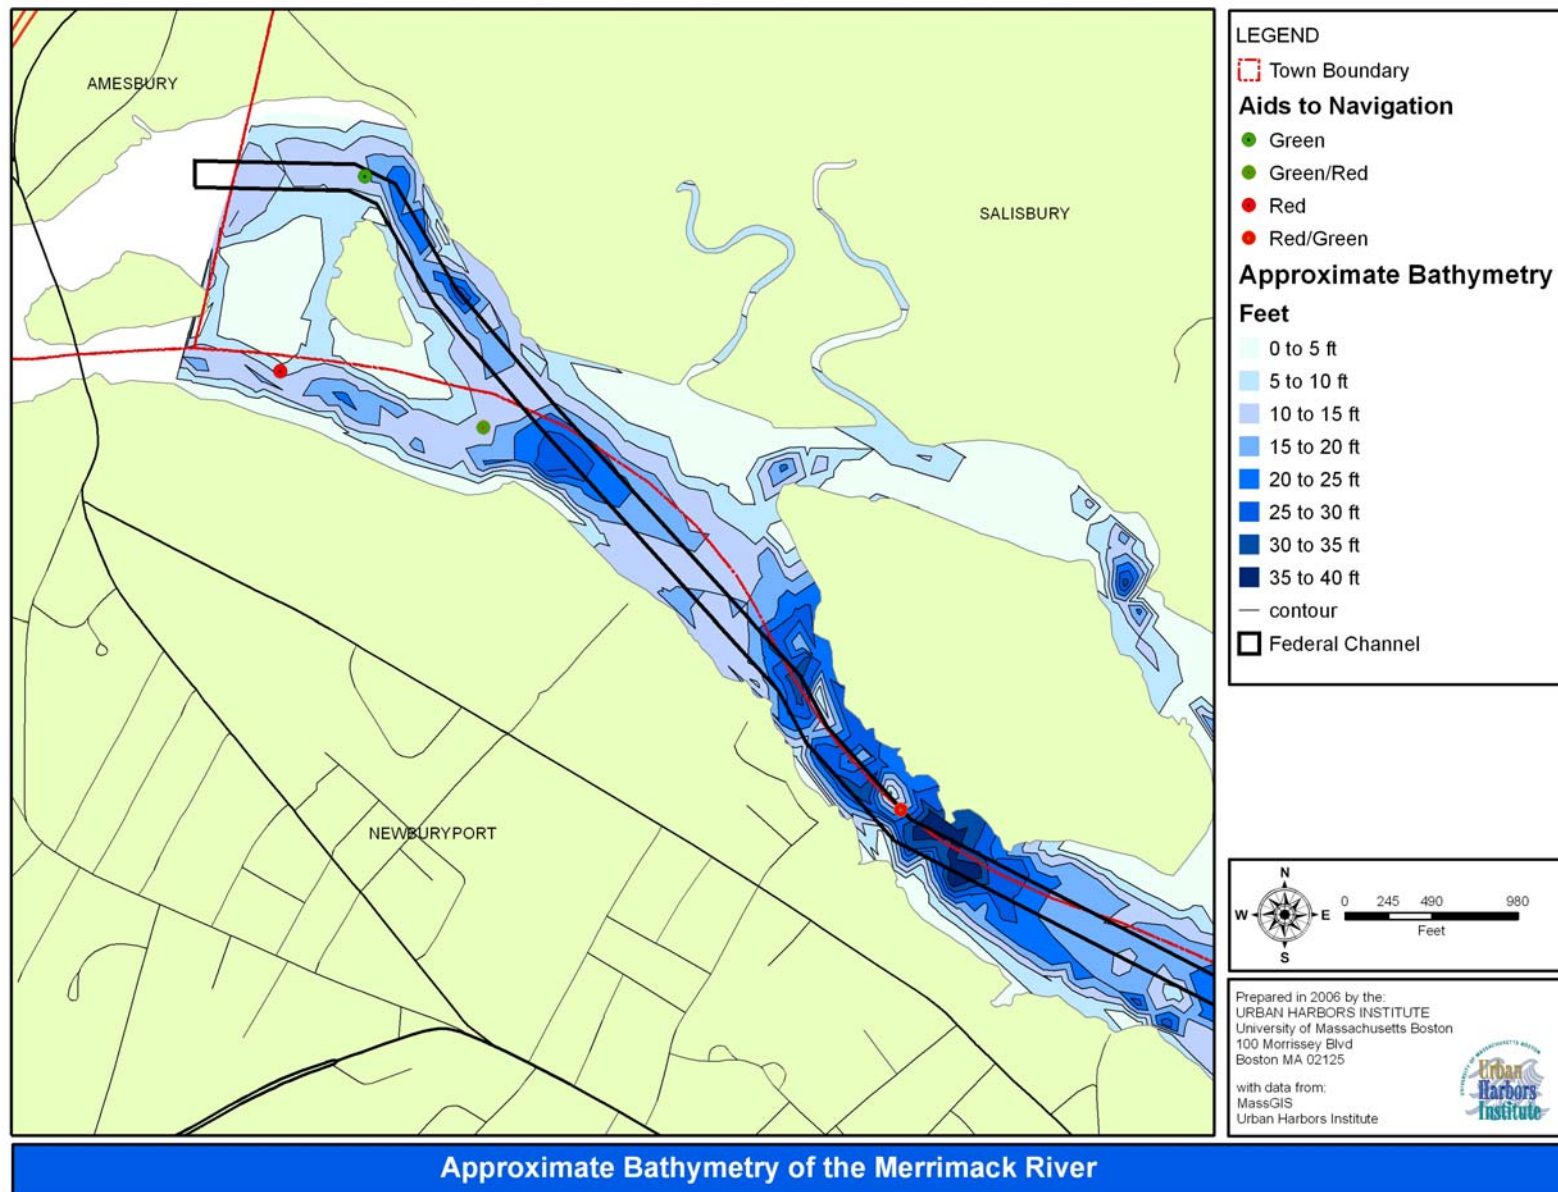 AMESBURY
SALISBURY
NEWBURYPORT
LEGEND
Town Boundary
Aids to Navigation
Green
Green/Red
Red
Red/Green
Approximate Bathymetry
Feet
0 to 5 ft
5 to 10 ft
10 to 15 ft
15 to 20 ft
20 to 25 ft
25 to 30 ft
30 to 35 ft
35 to 40 ft
contour
Federal Channel
N
W E
S
0 245 490 980
Feet
Prepared in 2006 by the:
URBAN HARBORS INSTITUTE
University of Massachusetts Boston
100 Morrissey Blvd
Boston MA 02125
with data from:
MassGIS
Urban Harbors Institute
UNIVERSITY OF MASSACHUSETTS BOSTON
Urban
Harbors
Institute
Approximate Bathymetry of the Merrimack River